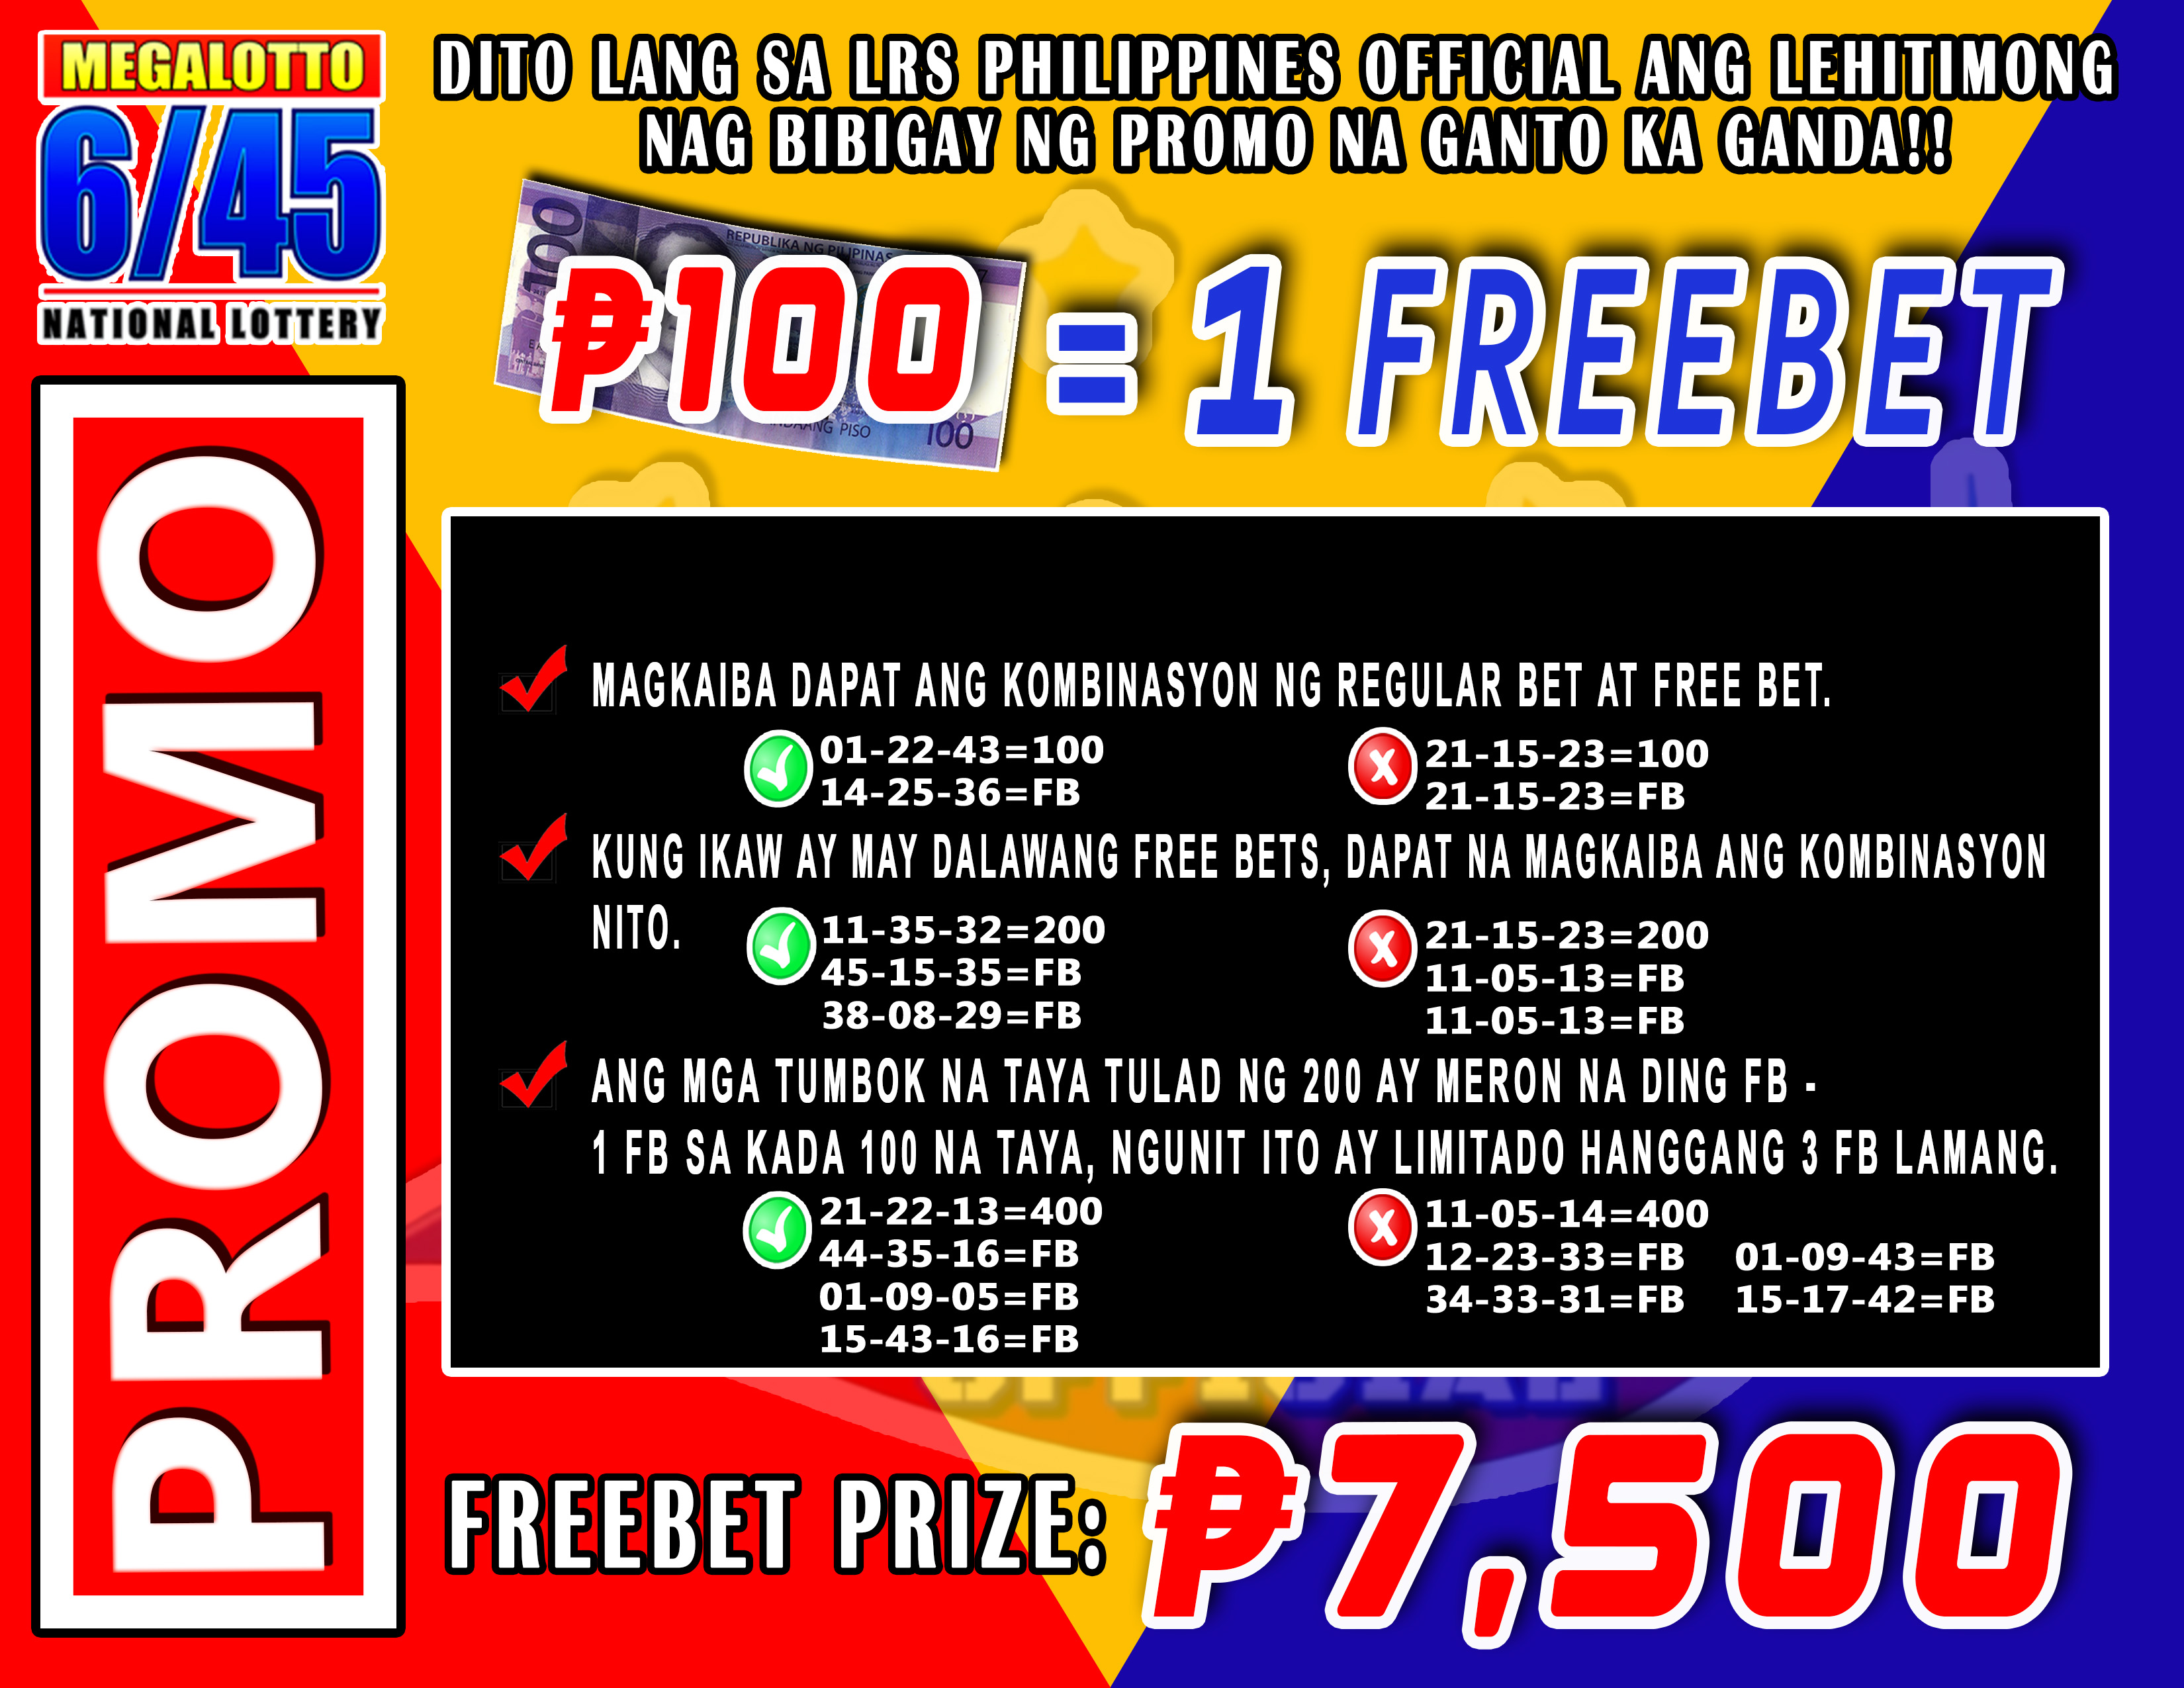 MEGALOTTO
6/45
NATIONAL LOTTERY
DITO LANG SA LRS PHILIPPINES OFFICIAL ANG LEHITIMONG
NAG BIBIGAY NG PROMO NA GANTO KA GANDA!!
100
REPUBLIKA NG PILIPINAS
PISO
100
₱100 = 1 FREEBET
PROMO
MAGKAIBA DAPAT ANG KOMBINASYON NG REGULAR BET AT FREE BET.
01-22-43=100
14-25-36=FB
21-15-23=100
21-15-23=FB
KUNG IKAW AY MAY DALAWANG FREE BETS, DAPAT NA MAGKAIBA ANG KOMBINASYON
NITO.
11-35-32=200
45-15-35=FB
38-08-29=FB
21-15-23=200
11-05-13=FB
11-05-13=FB
ANG MGA TUMBOK NA TAYA TULAD NG 200 AY MERON NA DING FB -
1 FB SA KADA 100 NA TAYA, NGUNIT ITO AY LIMITADO HANGGANG 3 FB LAMANG.
21-22-13=400
44-35-16=FB
01-09-05=FB
15-43-16=FB
11-05-14=400
12-23-33=FB 01-09-43=FB
34-33-31=FB 15-17-42=FB
FREEBET PRIZE: ₱7,500